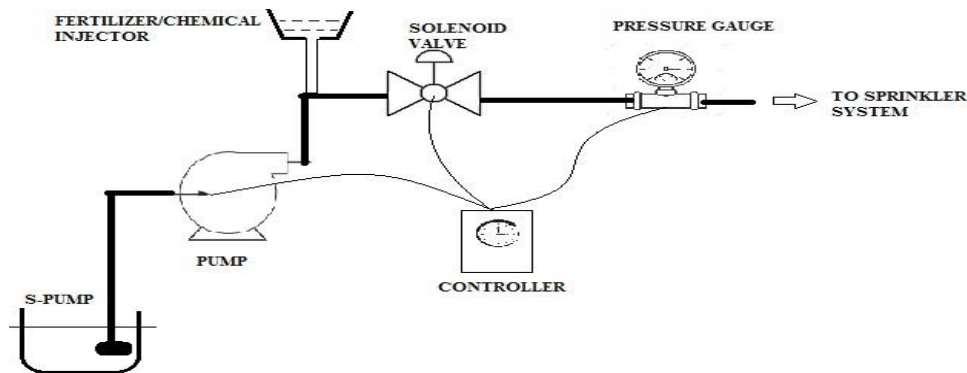 FERTILIZER/CHEMICAL
INJECTOR
SOLENOID
VALVE
PRESSURE GAUGE
TO SPRINKLER
SYSTEM
PUMP
S-PUMP
CONTROLLER